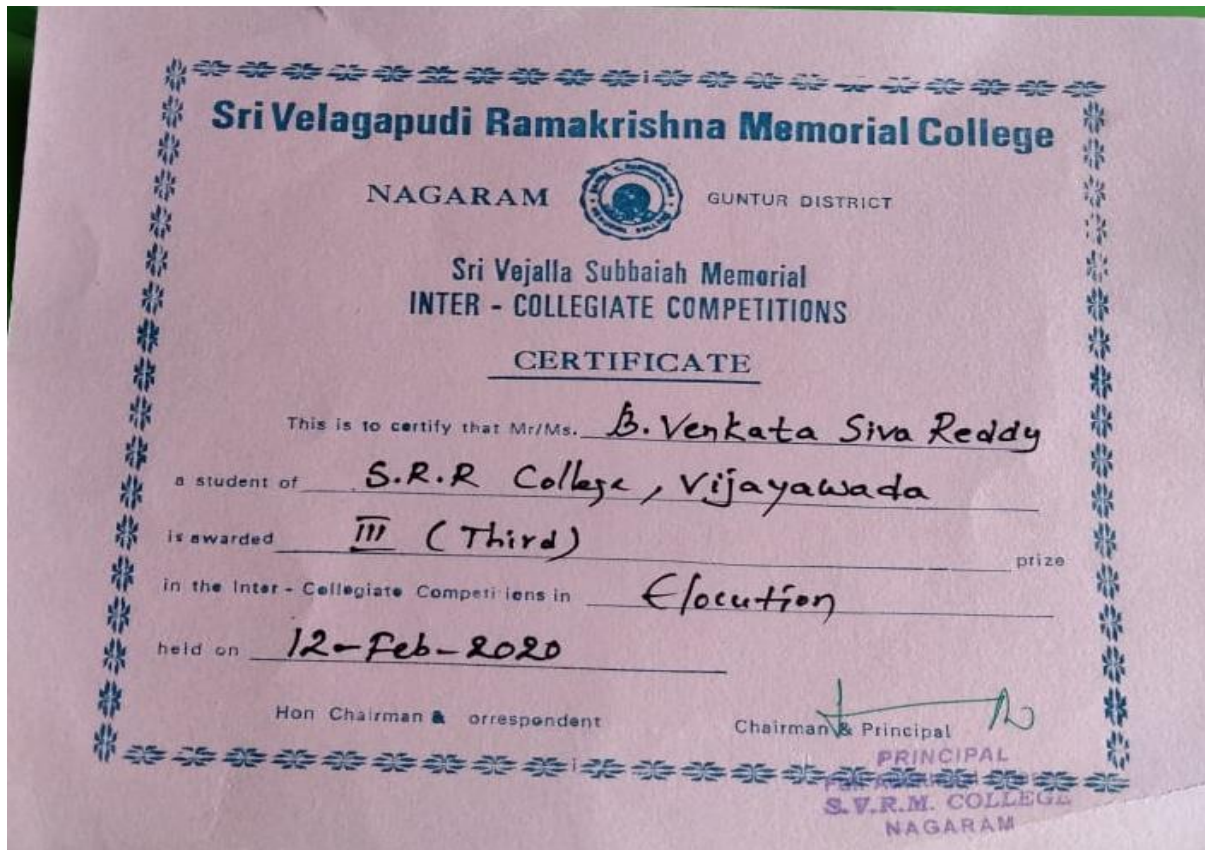 Sri Velagapudi Ramakrishna Memorial College
NAGARAM GUNTUR DISTRICT
Sri Vejalla Subbaiah Memorial
INTER - COLLEGIATE COMPETITIONS
CERTIFICATE
This is to certify that Mr/Ms. B. Venkata Siva Reddy
a student of S.R.R College, Vijayawada
is awarded III (Third) prize
in the Inter - Collegiate Competi ions in Elocution
held on 12-Feb-2020
Hon Chairman & orrespondent Chairman & Principal
PRINCIPAL
S.V.R.M. COLLEGE
NAGARAM